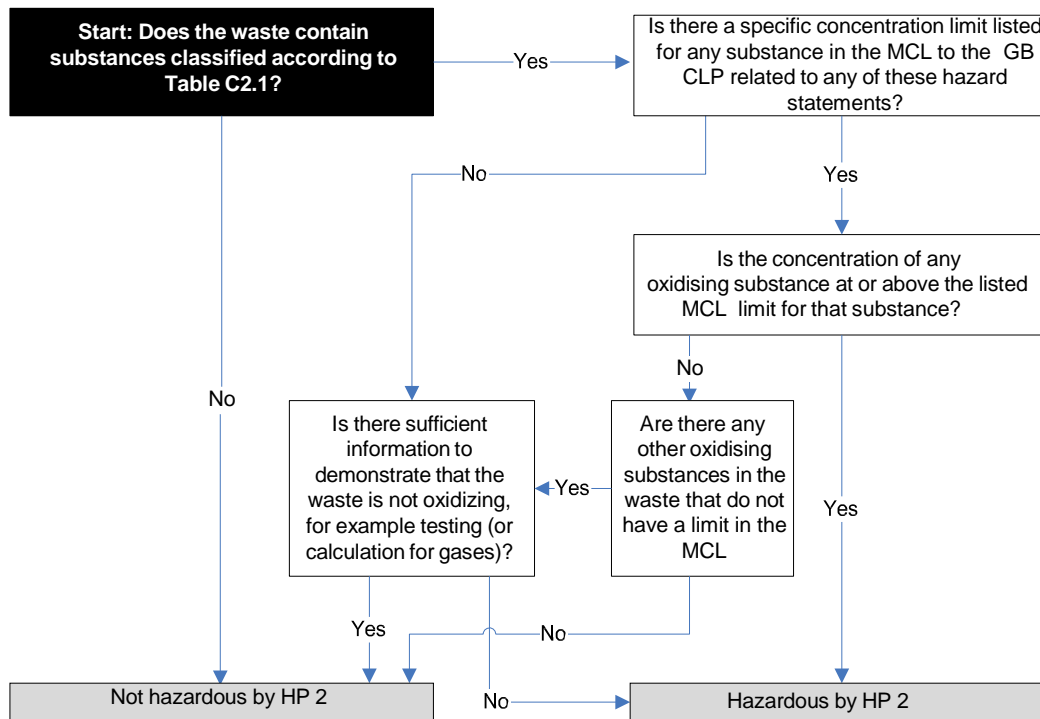 Start: Does the waste contain
substances classified according to
Table C2.1?
Yes
Is there a specific concentration limit listed
for any substance in the MCL to the GB
CLP related to any of these hazard
statements?
No
Yes
Is the concentration of any
oxidising substance at or above the listed
MCL limit for that substance?
No
No
Is there sufficient
information to
demonstrate that the
waste is not oxidizing,
for example testing (or
calculation for gases)?
Yes
Are there any
other oxidising
substances in the
waste that do not
have a limit in the
MCL
Yes
Yes
No
Not hazardous by HP 2
No
Hazardous by HP 2